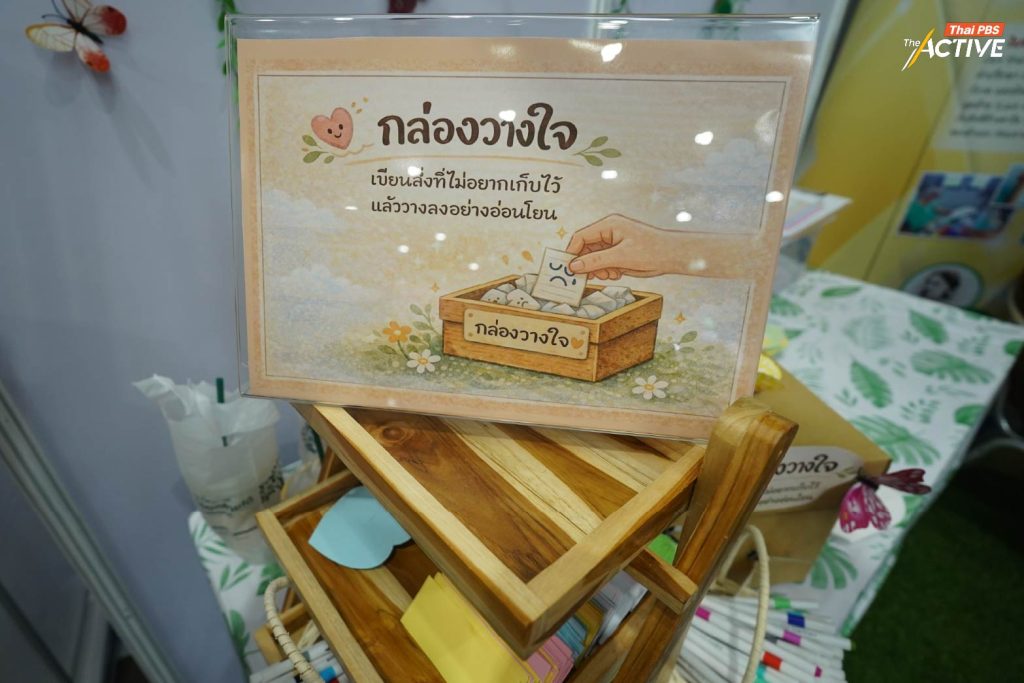 Thai PBS
The ACTIVE
กล่องวางใจ
เขียนสิ่งที่ไม่อยากเก็บไว้
แล้ววางลงอย่างอ่อนโยน
กล่องวางใจ